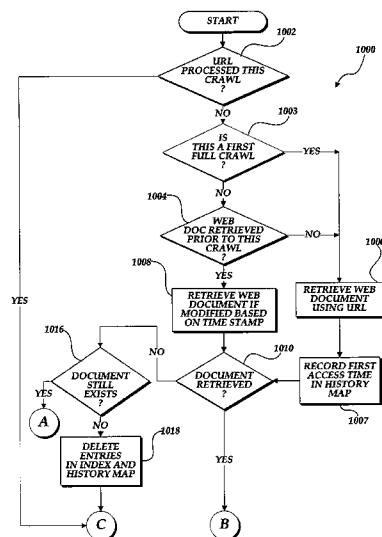 START
1002
URL
PROCESSED THIS
CRAWL
?
1000
NO
1003
IS
THIS A FIRST
FULL CRAWL
?
YES
NO
1004
WEB
DOC RETRIEVED
PRIOR TO THIS
CRAWL
?
NO
YES
YES
1008
RETRIEVE WEB
DOCUMENT IF
MODIFIED BASED
ON TIME STAMP
RETRIEVE WEB
DOCUMENT
USING URL
1016
DOCUMENT
STILL
EXISTS
?
NO
1010
DOCUMENT
RETRIEVED
?
RECORD FIRST
ACCESS TIME
IN HISTORY
MAP
1007
YES
A
NO
1018
DELETE
ENTRIES
IN INDEX AND
HISTORY MAP
YES
C
B